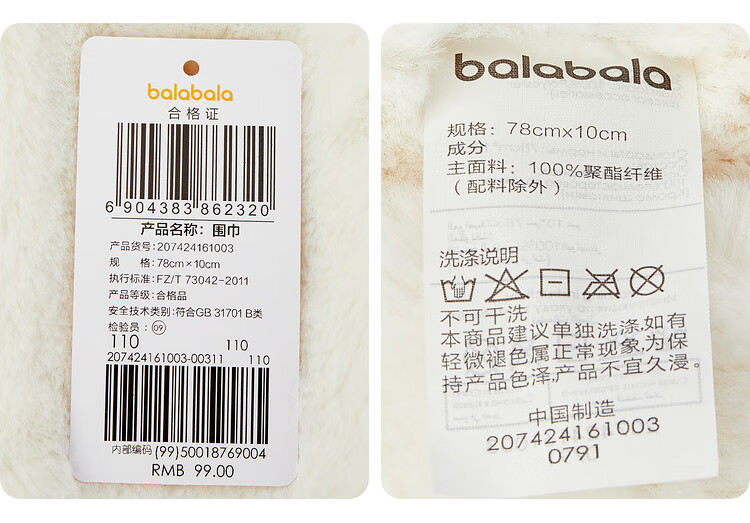 balabala
合格证
6 904383 862320
产品名称: 围巾
产品货号:207424161003
规 格:78cm×10cm
执行标准:FZ/T 73042-2011
产品等级:合格品
安全技术类别:符合GB 31701 B类
检验员: 09
110 110
207424161003-00311 110
内部编码 (99)50018769004
RMB 99.00
balabala
规格: 78cm×10cm
成分
主面料: 100%聚酯纤维
(配料除外)
洗涤说明
不可干洗
本商品建议单独洗涤,如有
轻微褪色属正常现象,为保
持产品色泽,产品不宜久浸。
中国制造
207424161003
0791